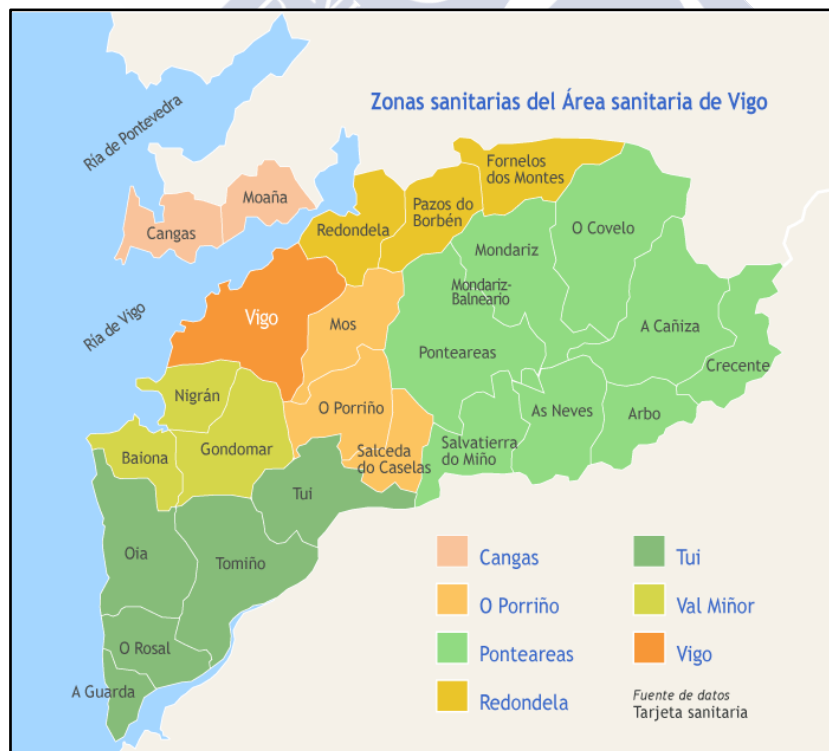 Zonas sanitarias del Área sanitaria de Vigo
Ría de Pontevedra
Fornelos
dos Montes
Moaña
Pazos do
Borbén
Cangas
Redondela
O Covelo
Mondariz
Mondariz-
Balneario
Ría de Vigo
Vigo
Mos
A Cañiza
Ponteareas
Crecente
Nigrán
O Porriño
As Neves
Arbo
Gondomar
Baiona
Salceda
do Caselas
Salvatierra
do Miño
Tui
Oia
Tomiño
O Rosal
A Guarda
Cangas
O Porriño
Ponteareas
Redondela
Tui
Val Miñor
Vigo
Fuente de datos
Tarjeta sanitaria